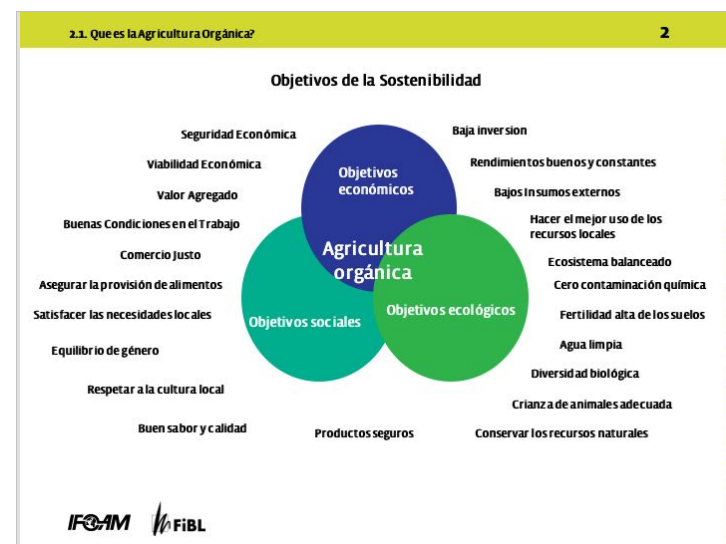 2.1. Que es la Agricultura Orgánica?
2
Objetivos de la Sostenibilidad
Seguridad Económica
Viabilidad Económica
Valor Agregado
Buenas Condiciones en el Trabajo
Comercio Justo
Asegurar la provisión de alimentos
Satisfacer las necesidades locales
Equilibrio de género
Respetar a la cultura local
Buen sabor y calidad
Objetivos
económicos
Agricultura
orgánica
Objetivos sociales
Objetivos ecológicos
Productos seguros
Baja inversion
Rendimientos buenos y constantes
Bajos Insumos externos
Hacer el mejor uso de los
recursos locales
Ecosistema balanceado
Cero contaminación química
Fertilidad alta de los suelos
Agua limpia
Diversidad biológica
Crianza de animales adecuada
Conservar los recursos naturales
IFOAM
FiBL